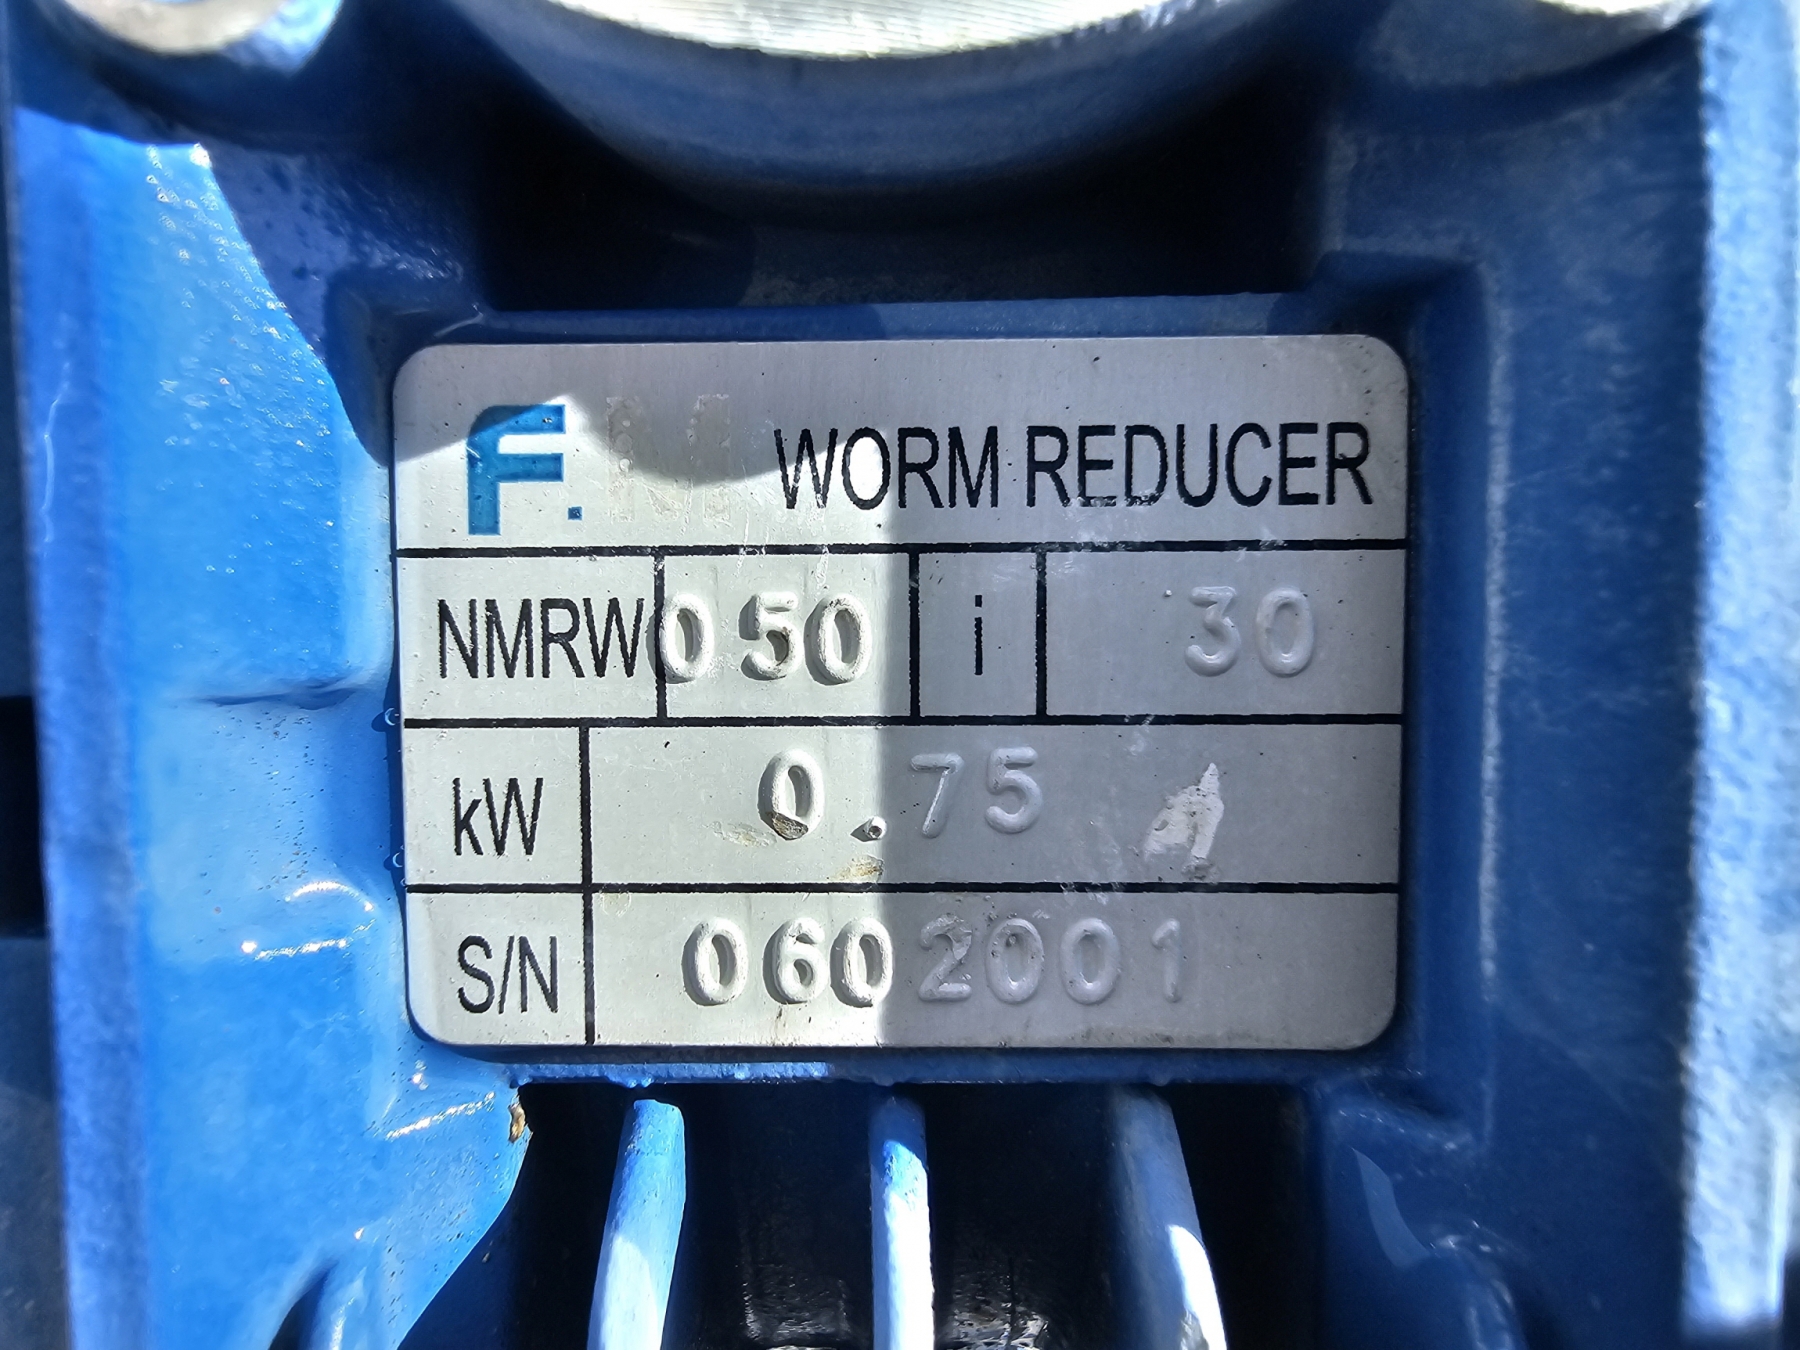 F. WORM REDUCER
NMRW 050 i 30
kW 0.75
S/N 0602001